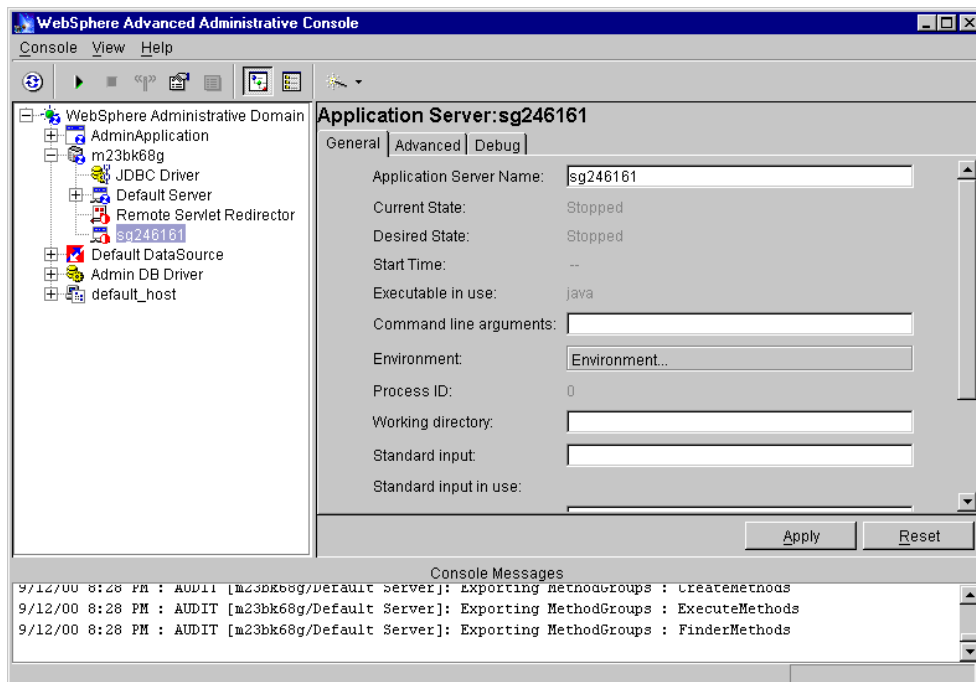 WebSphere Advanced Administrative Console
Console View Help
WebSphere Administrative Domain
AdminApplication
m23bk68g
JDBC Driver
Default Server
Remote Servlet Redirector
sg246161
Default DataSource
Admin DB Driver
default_host
Application Server:sg246161
General Advanced Debug
Application Server Name: sg246161
Current State: Stopped
Desired State: Stopped
Start Time: --
Executable in use: java
Command line arguments:
Environment: Environment...
Process ID: 0
Working directory:
Standard input:
Standard input in use:
Apply Reset
Console Messages
9/12/00 8:28 PM : AUDIT [m23bk68g/Default Server]: Exporting MethodGroups : CreateMethods
9/12/00 8:28 PM : AUDIT [m23bk68g/Default Server]: Exporting MethodGroups : ExecuteMethods
9/12/00 8:28 PM : AUDIT [m23bk68g/Default Server]: Exporting MethodGroups : FinderMethods